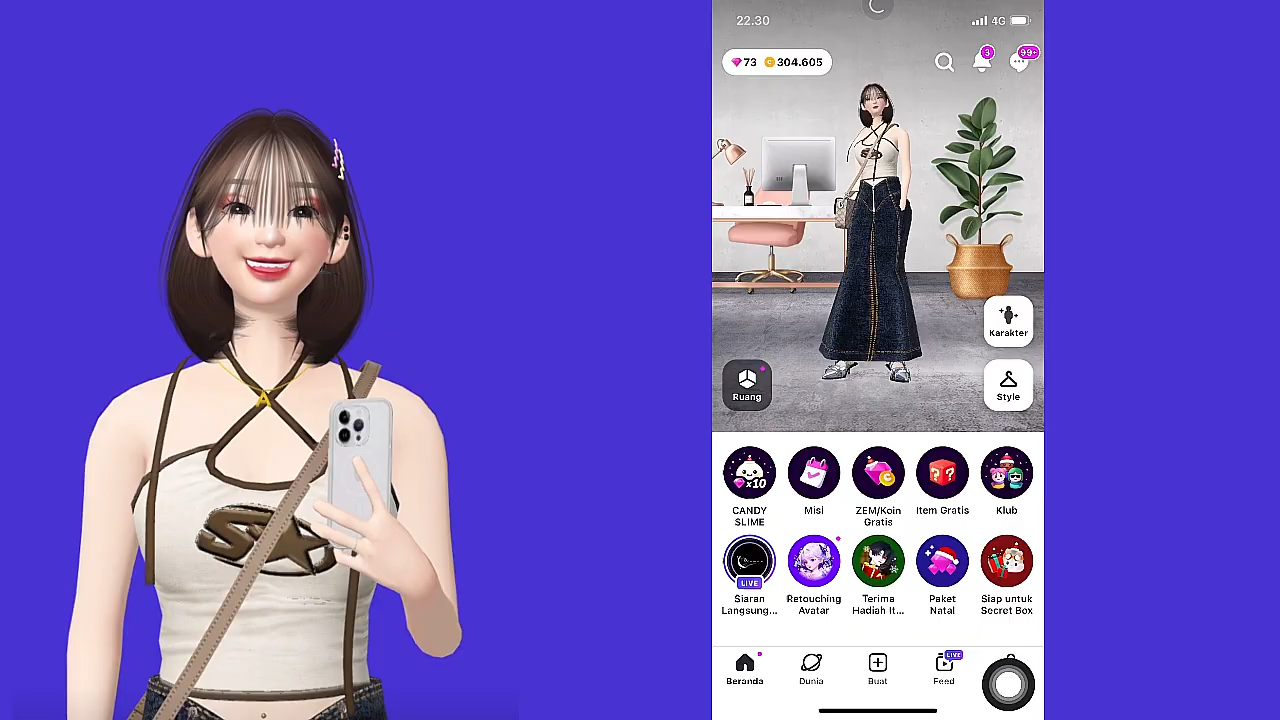 22.30
4G
73
304.605
3
99+
Karakter
Ruang
Style
x10
CANDY
SLIME
Misi
ZEM/Koin
Gratis
Item Gratis
Klub
LIVE
Siaran
Langsung...
Retouching
Avatar
Terima
Hadiah It...
Paket
Natal
Siap untuk
Secret Box
LIVE
Beranda
Dunia
Buat
Feed